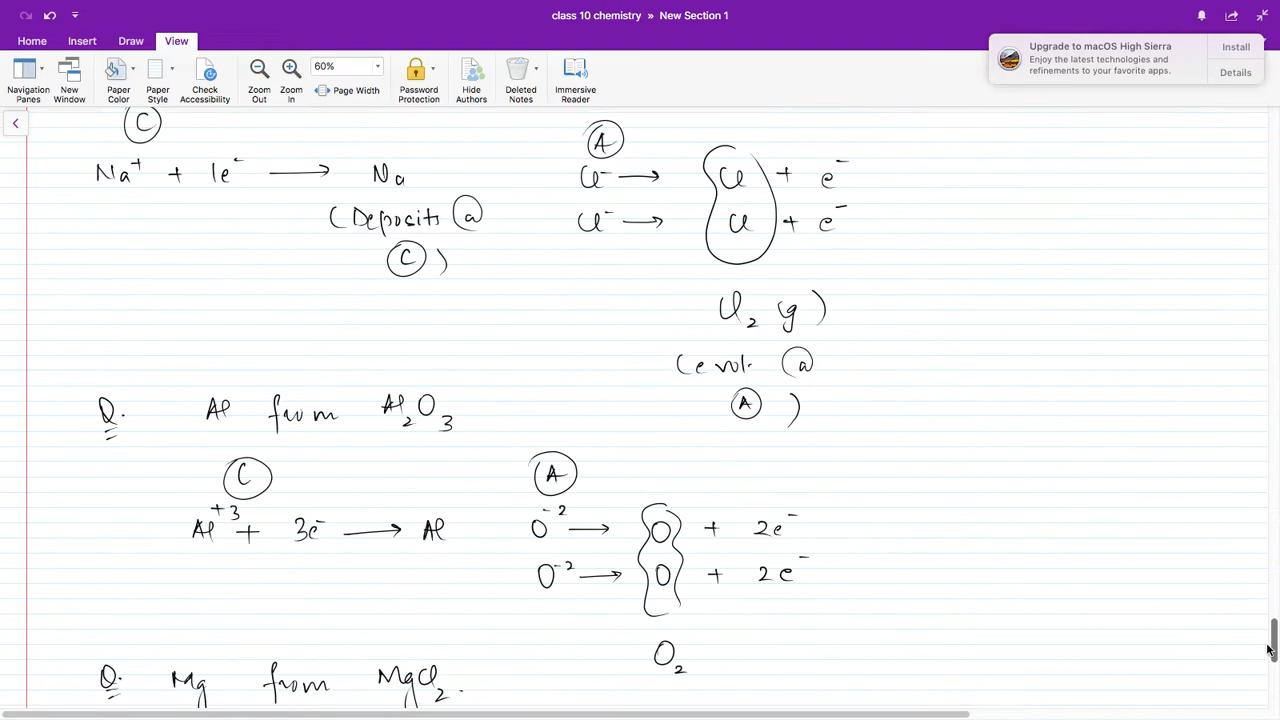 class 10 chemistry » New Section 1
Home Insert Draw View
Upgrade to macOS High Sierra
Enjoy the latest technologies and
refinements to your favorite apps.
Install
Details
Navigation Panes
New Window
Paper Color
Paper Style
Check Accessibility
Zoom Out
Zoom In
60%
Page Width
Password Protection
Hide Authors
Deleted Notes
Immersive Reader
C
Na⁺ + 1e⁻ → Na
(Deposits @
C )
A
Cl⁻ → Cl + e⁻
Cl⁻ → Cl + e⁻
Cl₂ (g)
(evol. @
A )
Q. Al from Al₂O₃
C
Al⁺³ + 3e⁻ → Al
A
O⁻² → O + 2e⁻
O⁻² → O + 2e⁻
O₂
Q. Mg from MgCl₂.